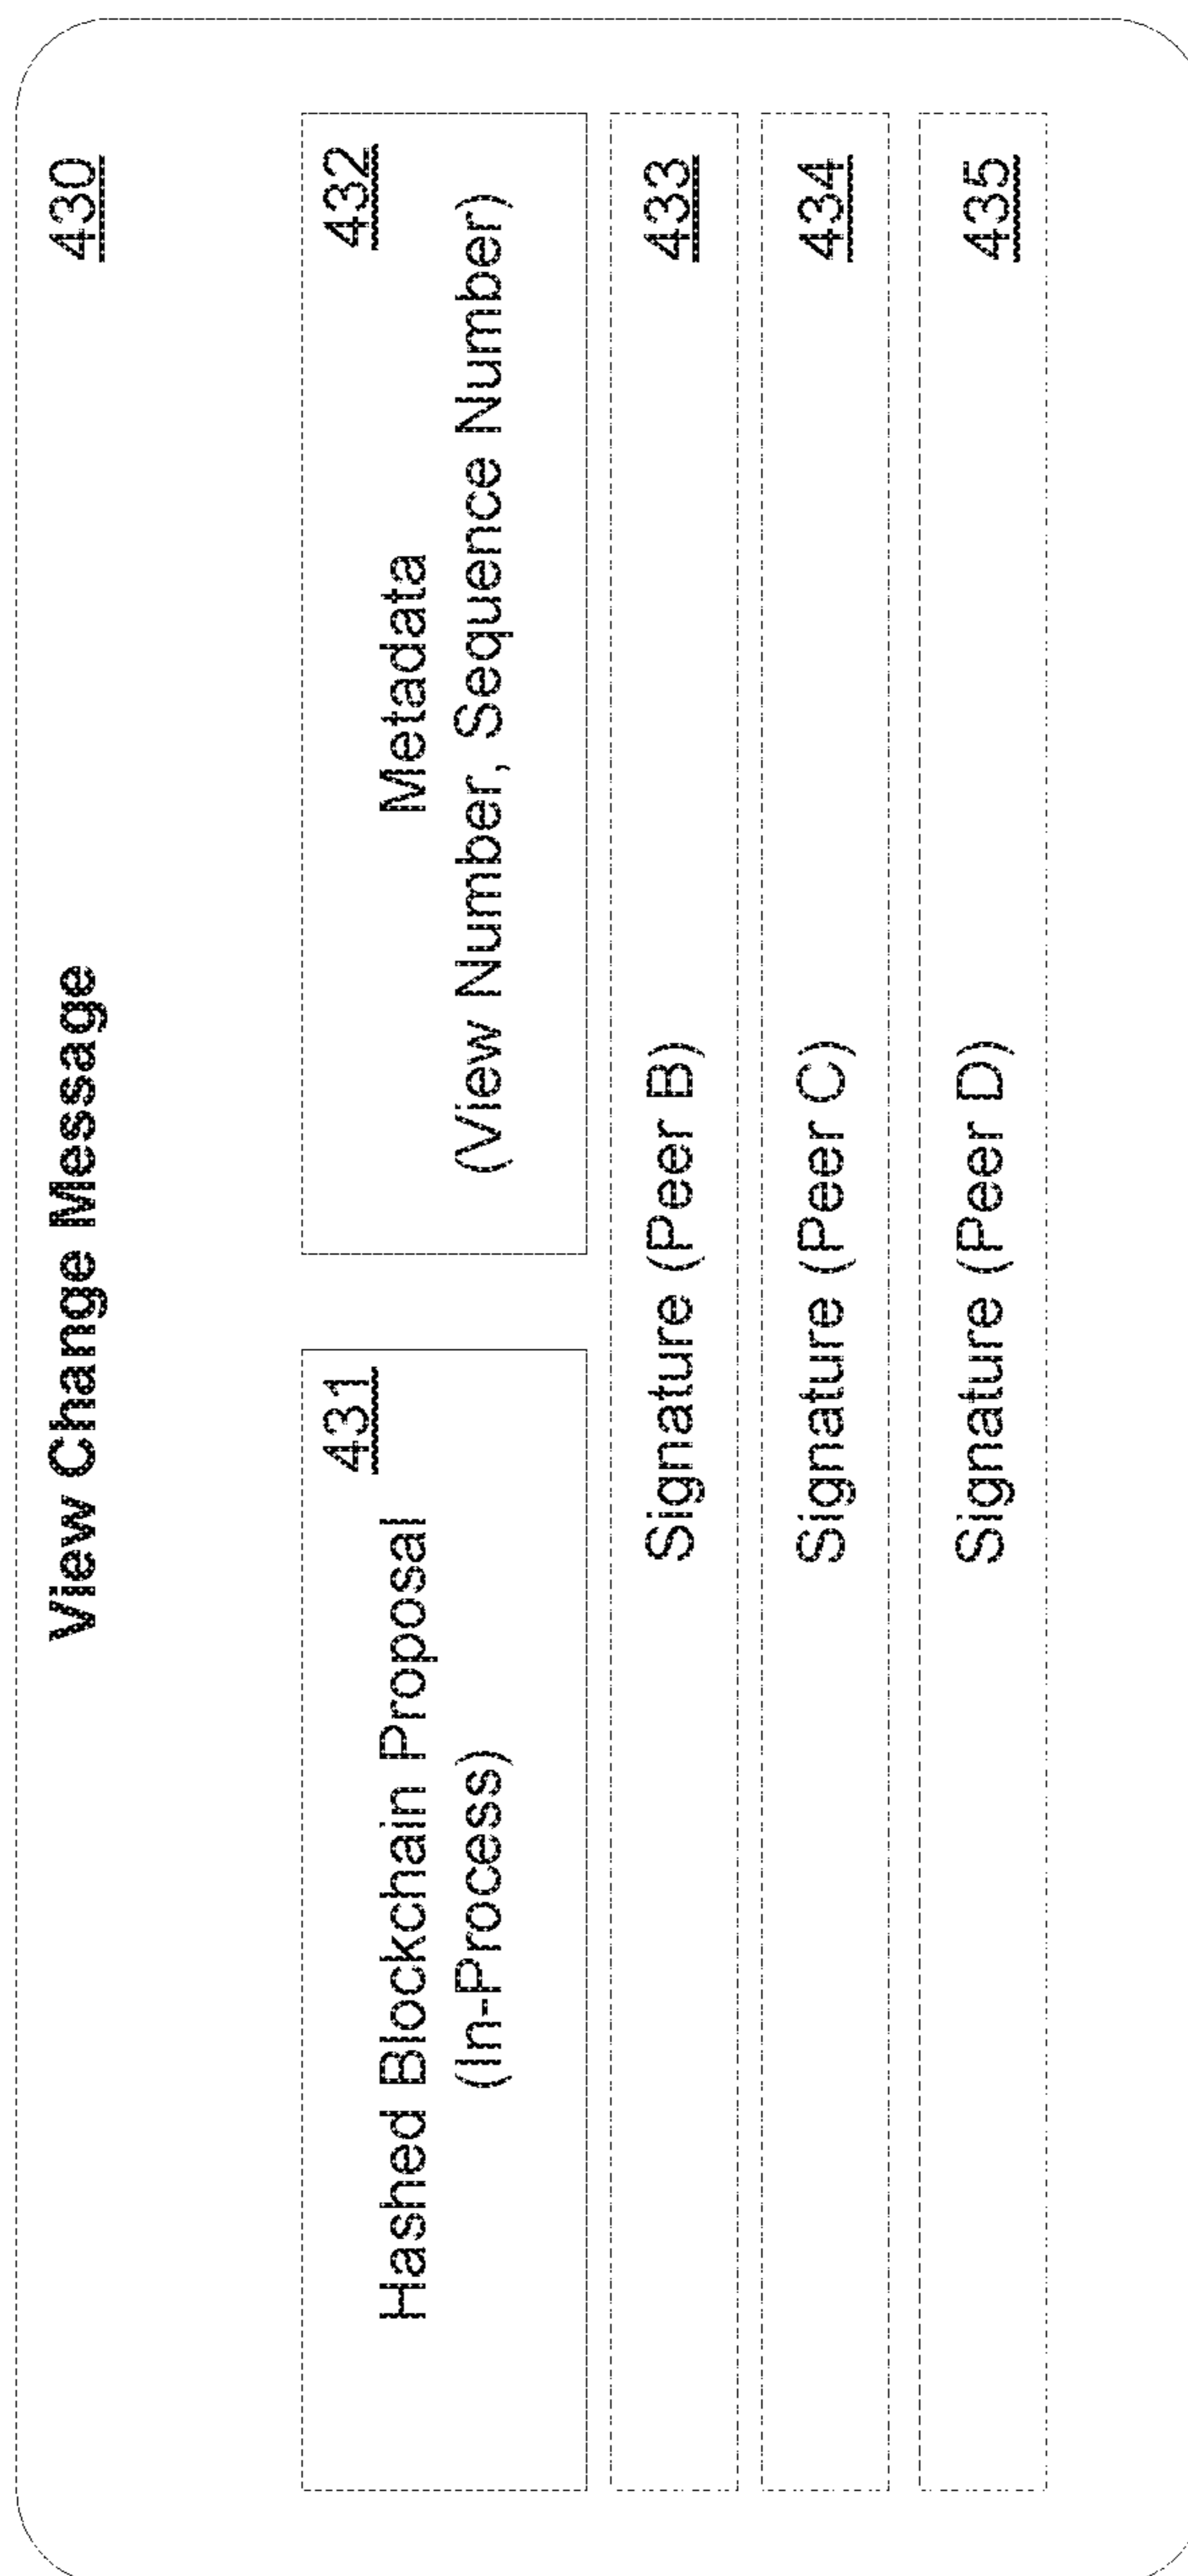 View Change Message
430
431
Hashed Blockchain Proposal
(In-Process)
432
Metadata
(View Number, Sequence Number)
Signature (Peer B)
433
Signature (Peer C)
434
Signature (Peer D)
435